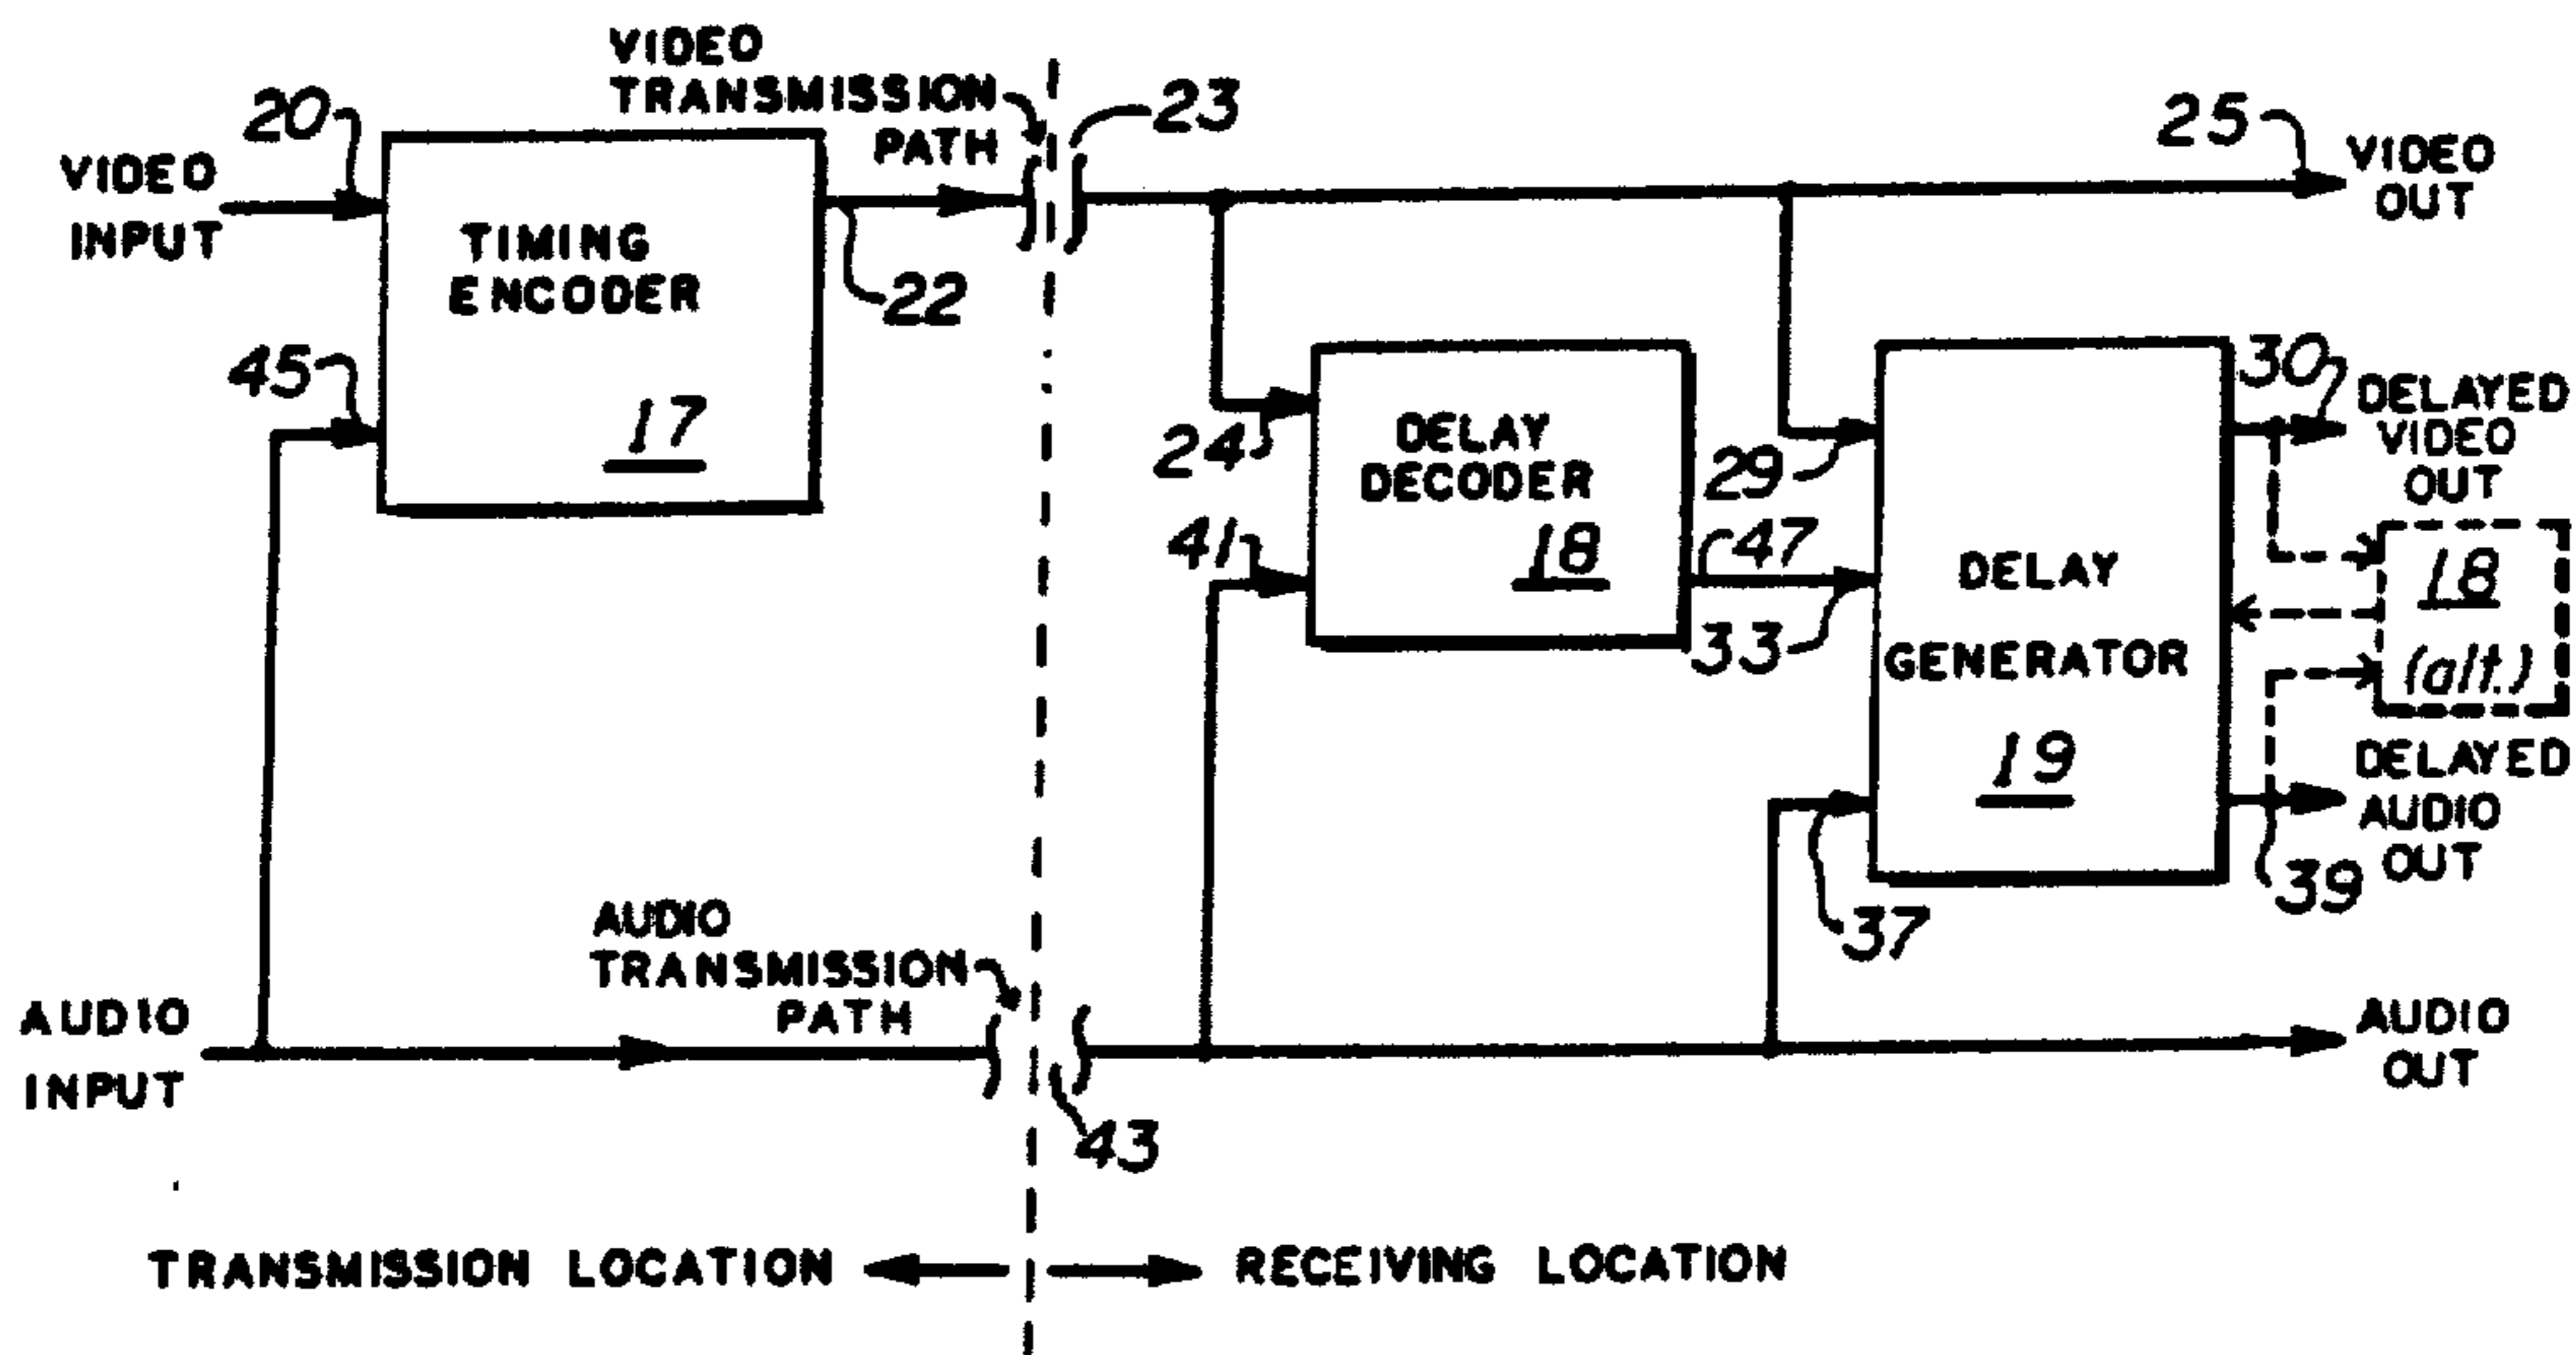 VIDEO
TRANSMISSION
PATH
23
25
VIDEO
OUT
20
VIDEO
INPUT
TIMING
ENCODER
17
22
45
24
41
DELAY
DECODER
18
29
47
33
DELAY
GENERATOR
19
37
30
DELAYED
VIDEO
OUT
18
(alt.)
DELAYED
AUDIO
OUT
39
AUDIO
TRANSMISSION
PATH
43
AUDIO
INPUT
AUDIO
OUT
TRANSMISSION LOCATION
RECEIVING LOCATION